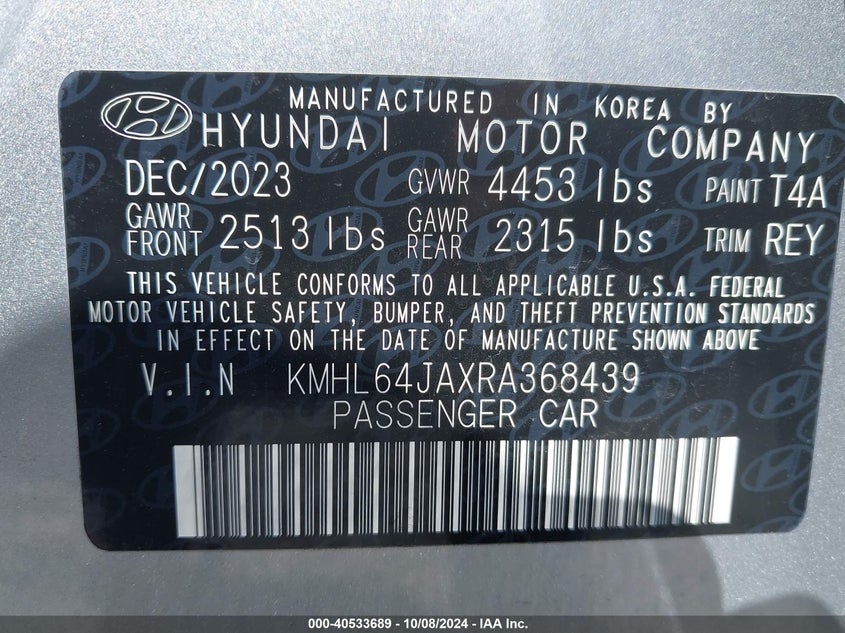 MANUFACTURED IN KOREA BY
HYUNDAI MOTOR COMPANY
DEC/2023 GVWR 4453 lbs PAINT T4A
GAWR FRONT 2513 lbs GAWR REAR 2315 lbs TRIM REY
THIS VEHICLE CONFORMS TO ALL APPLICABLE U.S.A. FEDERAL
MOTOR VEHICLE SAFETY, BUMPER, AND THEFT PREVENTION STANDARDS
IN EFFECT ON THE DATE OF MANUFACTURE SHOWN ABOVE
V.I.N KMHL64JAXRA368439
PASSENGER CAR
000-40533689 - 10/08/2024 - IAA Inc.